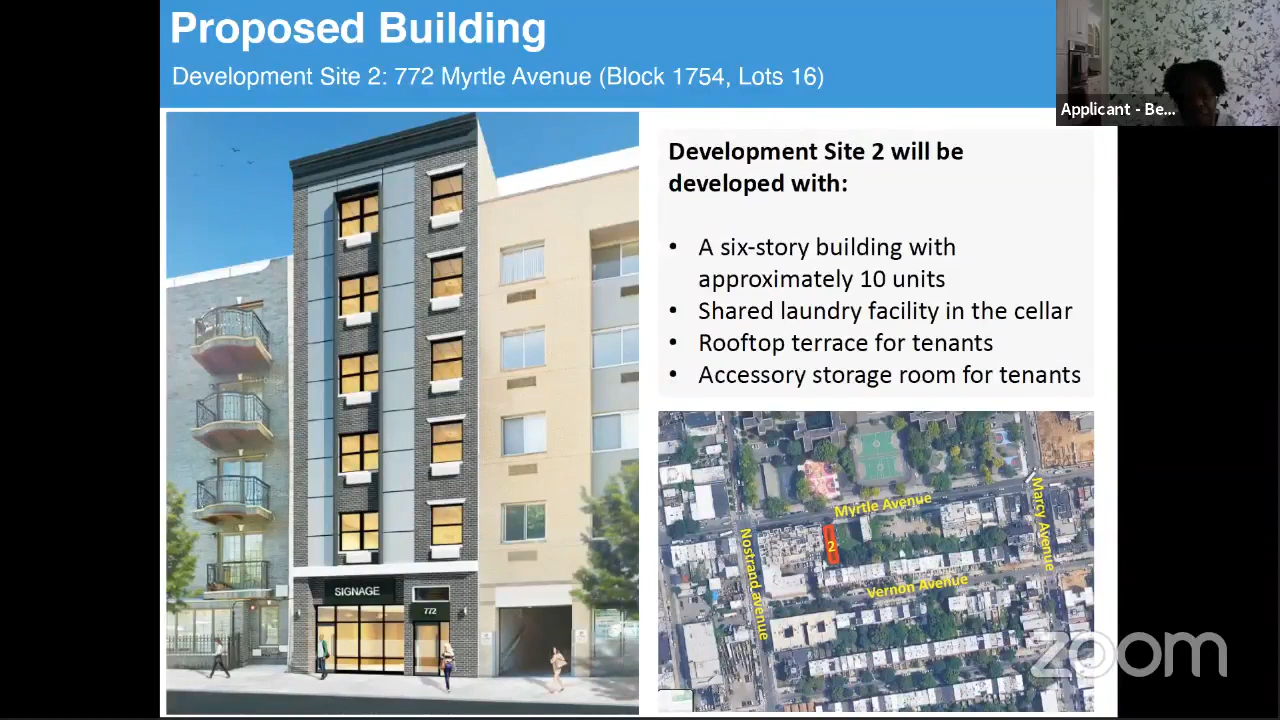 Proposed Building
Development Site 2: 772 Myrtle Avenue (Block 1754, Lots 16)
Applicant - Be...
Development Site 2 will be
developed with:
• A six-story building with
approximately 10 units
• Shared laundry facility in the cellar
• Rooftop terrace for tenants
• Accessory storage room for tenants
SIGNAGE
772
Myrtle Avenue
Marcy Avenue
2
Nostrand avenue
Vernon Avenue
zoom